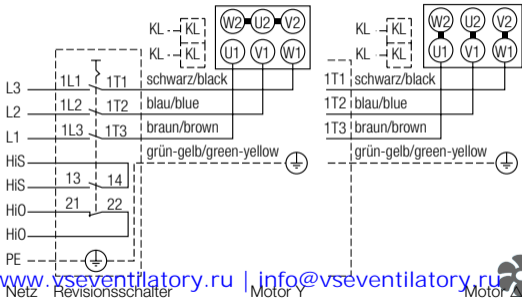 W2 U2 V2
KL KL
KL KL
U1 V1 W1
W2 U2 V2
KL KL
KL KL
U1 V1 W1
L3 1L1 1T1 schwarz/black
L2 1L2 1T2 blau/blue
L1 1L3 1T3 braun/brown
grün-gelb/green-yellow
1T1 schwarz/black
1T2 blau/blue
1T3 braun/brown
grün-gelb/green-yellow
HiS
HiS 13 14
HiO 21 22
HiO
PE
www.vseventilatory.ru | info@vseventilatory.ru
Netz Revisionsschalter Motor Y Motor